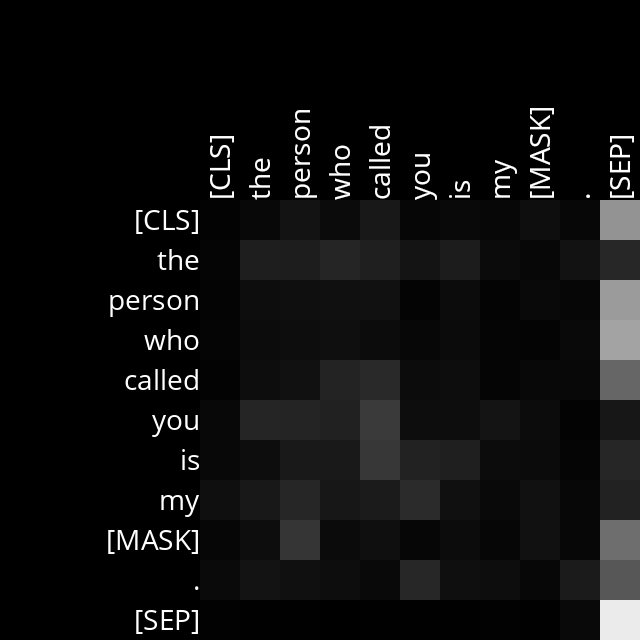 [CLS] the person who called you is my [MASK] . [SEP]
[CLS]
the
person
who
called
you
is
my
[MASK]
.
[SEP]